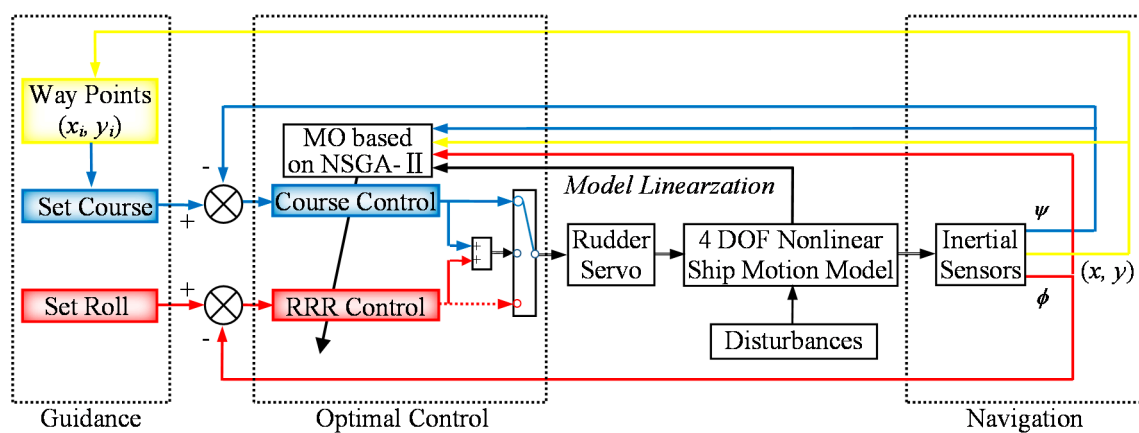 Way Points
(xi, yi)
MO based
on NSGA-II
-
Model Linearzation
Set Course
+
Course Control
+
+
Rudder
Servo
4 DOF Nonlinear
Ship Motion Model
Inertial
Sensors
ψ
(x, y)
ϕ
Set Roll
+
-
RRR Control
Disturbances
Guidance
Optimal Control
Navigation